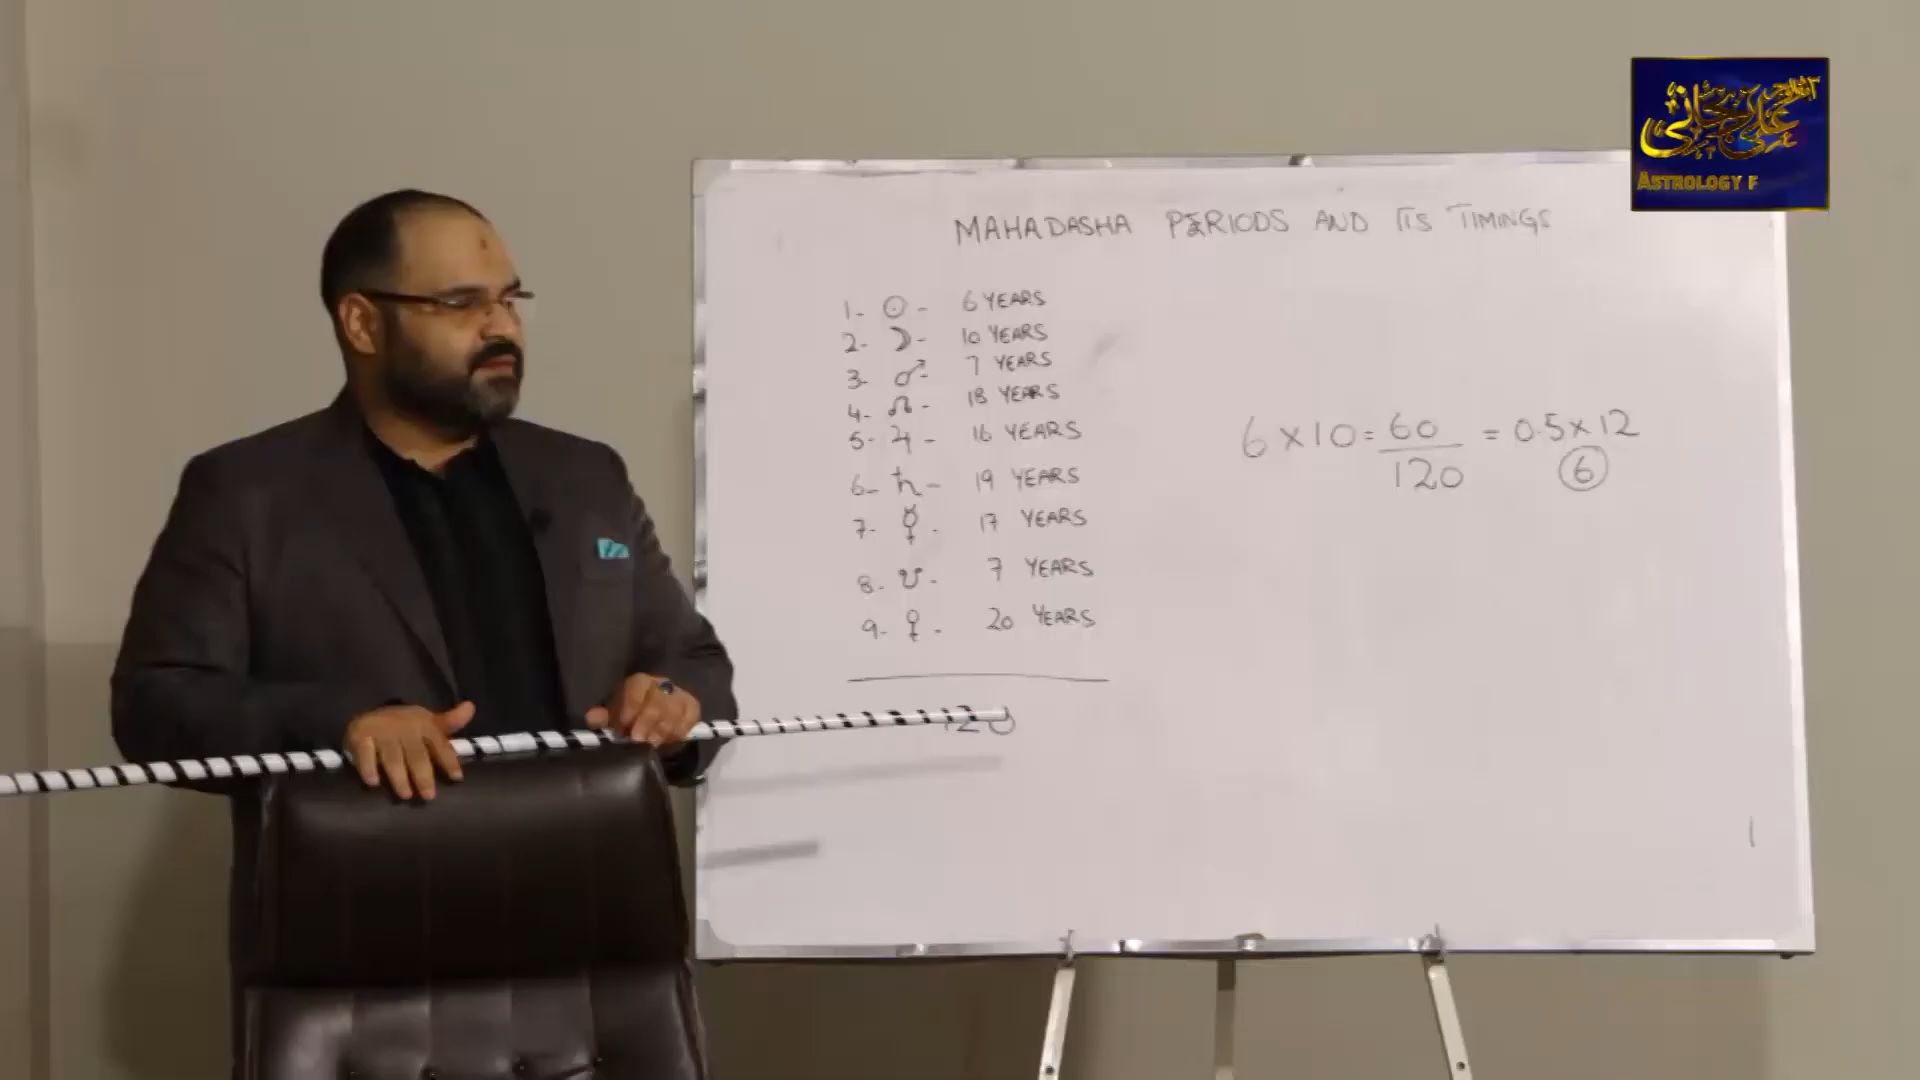 علی زنجانی
ASTROLOGY F
MAHADASHA PERIODS AND ITS TIMINGS
1- ☉ - 6 YEARS
2- ☽ - 10 YEARS
3- ♂ - 7 YEARS
4- ☊ - 18 YEARS
5- ♃ - 16 YEARS
6- ♄ - 19 YEARS
7- ☿ - 17 YEARS
8- ☋ - 7 YEARS
9- ♀ - 20 YEARS
120
6 × 10 = 60/120 = 0.5 × 12
6